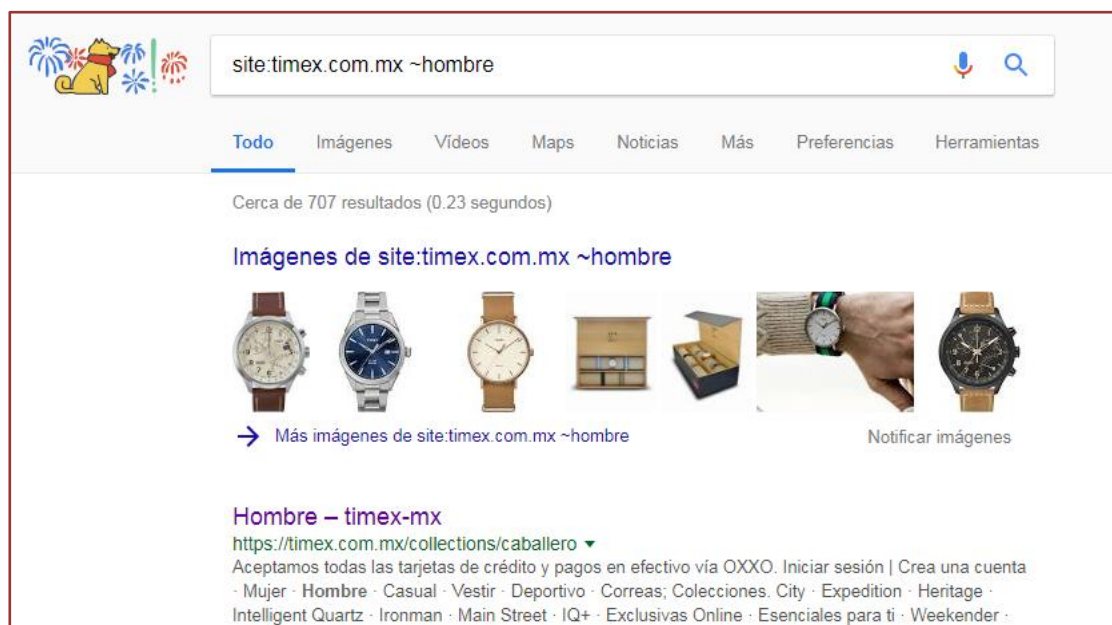 site:timex.com.mx ~hombre
Todo Imágenes Vídeos Maps Noticias Más Preferencias Herramientas
Cerca de 707 resultados (0.23 segundos)
Imágenes de site:timex.com.mx ~hombre
Más imágenes de site:timex.com.mx ~hombre Notificar imágenes
Hombre – timex-mx
https://timex.com.mx/collections/caballero
Aceptamos todas las tarjetas de crédito y pagos en efectivo vía OXXO. Iniciar sesión | Crea una cuenta
· Mujer · Hombre · Casual · Vestir · Deportivo · Correas; Colecciones. City · Expedition · Heritage ·
Intelligent Quartz · Ironman · Main Street · IQ+ · Exclusivas Online · Esenciales para ti · Weekender ·